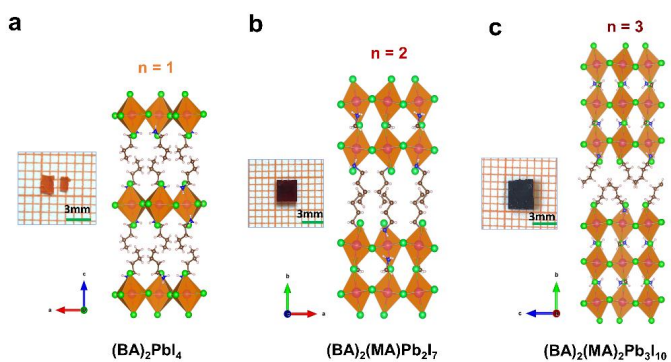 a
b
c
n = 1
n = 2
n = 3
3mm
3mm
3mm
c
a
b
a
b
c
(BA)₂PbI₄
(BA)₂(MA)Pb₂I₇
(BA)₂(MA)₂Pb₃I₁₀